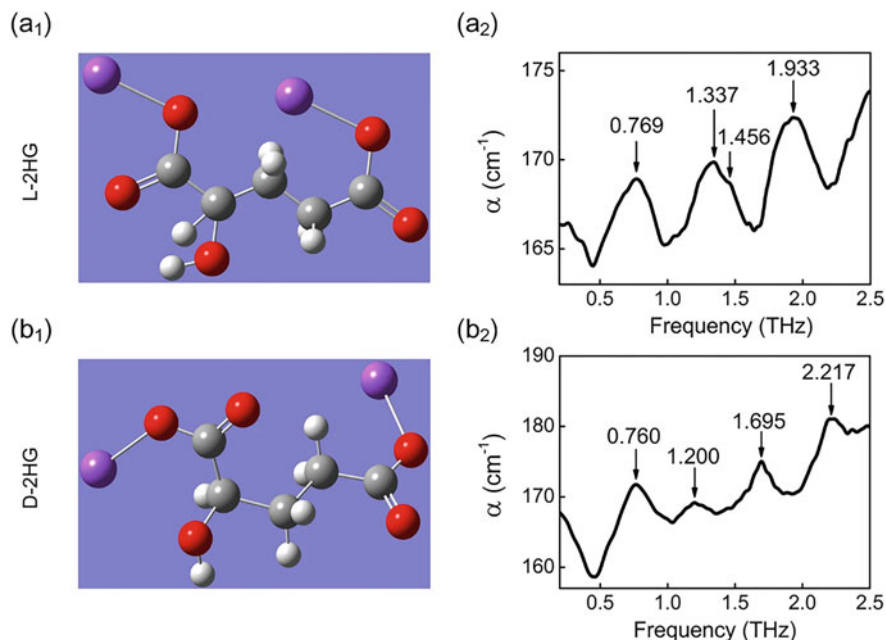 (a₁)
L-2HG
(a₂)
α (cm⁻¹)
175
170
165
0.769
1.337
1.456
1.933
0.5
1.0
1.5
2.0
2.5
Frequency (THz)
(b₁)
D-2HG
(b₂)
α (cm⁻¹)
190
180
170
160
0.760
1.200
1.695
2.217
0.5
1.0
1.5
2.0
2.5
Frequency (THz)